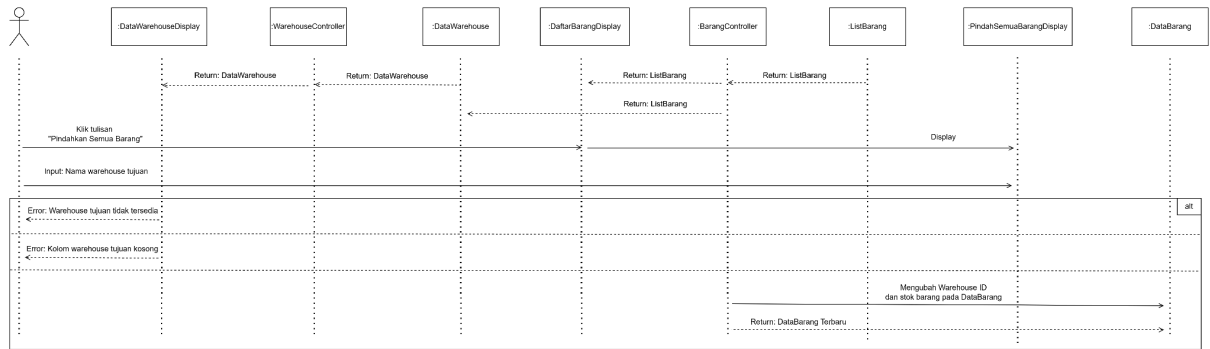 :DataWarehouseDisplay
:WarehouseController
:DataWarehouse
:DaftarBarangDisplay
:BarangController
:ListBarang
:PindahSemuaBarangDisplay
:DataBarang
Return: DataWarehouse
Return: DataWarehouse
Return: ListBarang
Return: ListBarang
Return: ListBarang
Klik tulisan
"Pindahkan Semua Barang"
Display
Input: Nama warehouse tujuan
alt
Error: Warehouse tujuan tidak tersedia
Error: Kolom warehouse tujuan kosong
Mengubah Warehouse ID
dan stok barang pada DataBarang
Return: DataBarang Terbaru